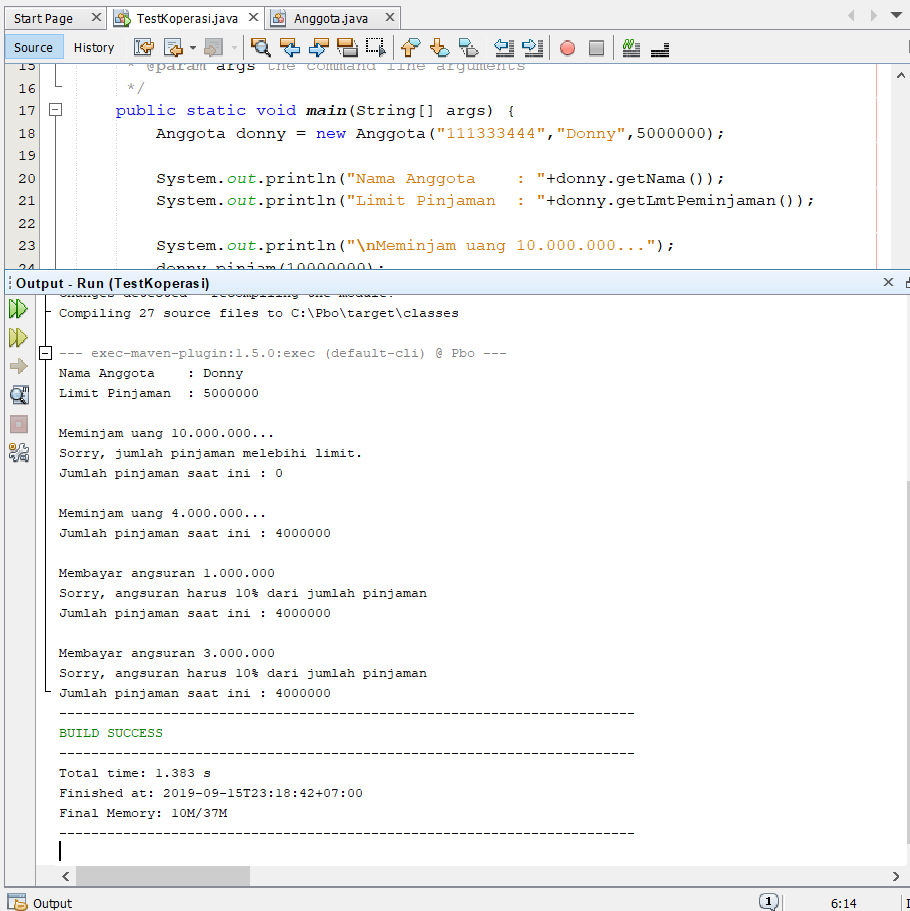 Start Page TestKoperasi.java Anggota.java
Source History
15 * @param args the command line arguments
16 */
17 public static void main(String[] args) {
18 Anggota donny = new Anggota("111333444","Donny",5000000);
19
20 System.out.println("Nama Anggota    : "+donny.getNama());
21 System.out.println("Limit Pinjaman  : "+donny.getLmtPeminjaman());
22
23 System.out.println("\nMeminjam uang 10.000.000...");
24 donny.pinjam(10000000);
Output - Run (TestKoperasi)
Changes detected - recompiling the module!
Compiling 27 source files to C:\Pbo\target\classes
--- exec-maven-plugin:1.5.0:exec (default-cli) @ Pbo ---
Nama Anggota    : Donny
Limit Pinjaman  : 5000000
Meminjam uang 10.000.000...
Sorry, jumlah pinjaman melebihi limit.
Jumlah pinjaman saat ini : 0
Meminjam uang 4.000.000...
Jumlah pinjaman saat ini : 4000000
Membayar angsuran 1.000.000
Sorry, angsuran harus 10% dari jumlah pinjaman
Jumlah pinjaman saat ini : 4000000
Membayar angsuran 3.000.000
Sorry, angsuran harus 10% dari jumlah pinjaman
Jumlah pinjaman saat ini : 4000000
------------------------------------------------------------------------
BUILD SUCCESS
------------------------------------------------------------------------
Total time: 1.383 s
Finished at: 2019-09-15T23:18:42+07:00
Final Memory: 10M/37M
------------------------------------------------------------------------
Output 1 6:14